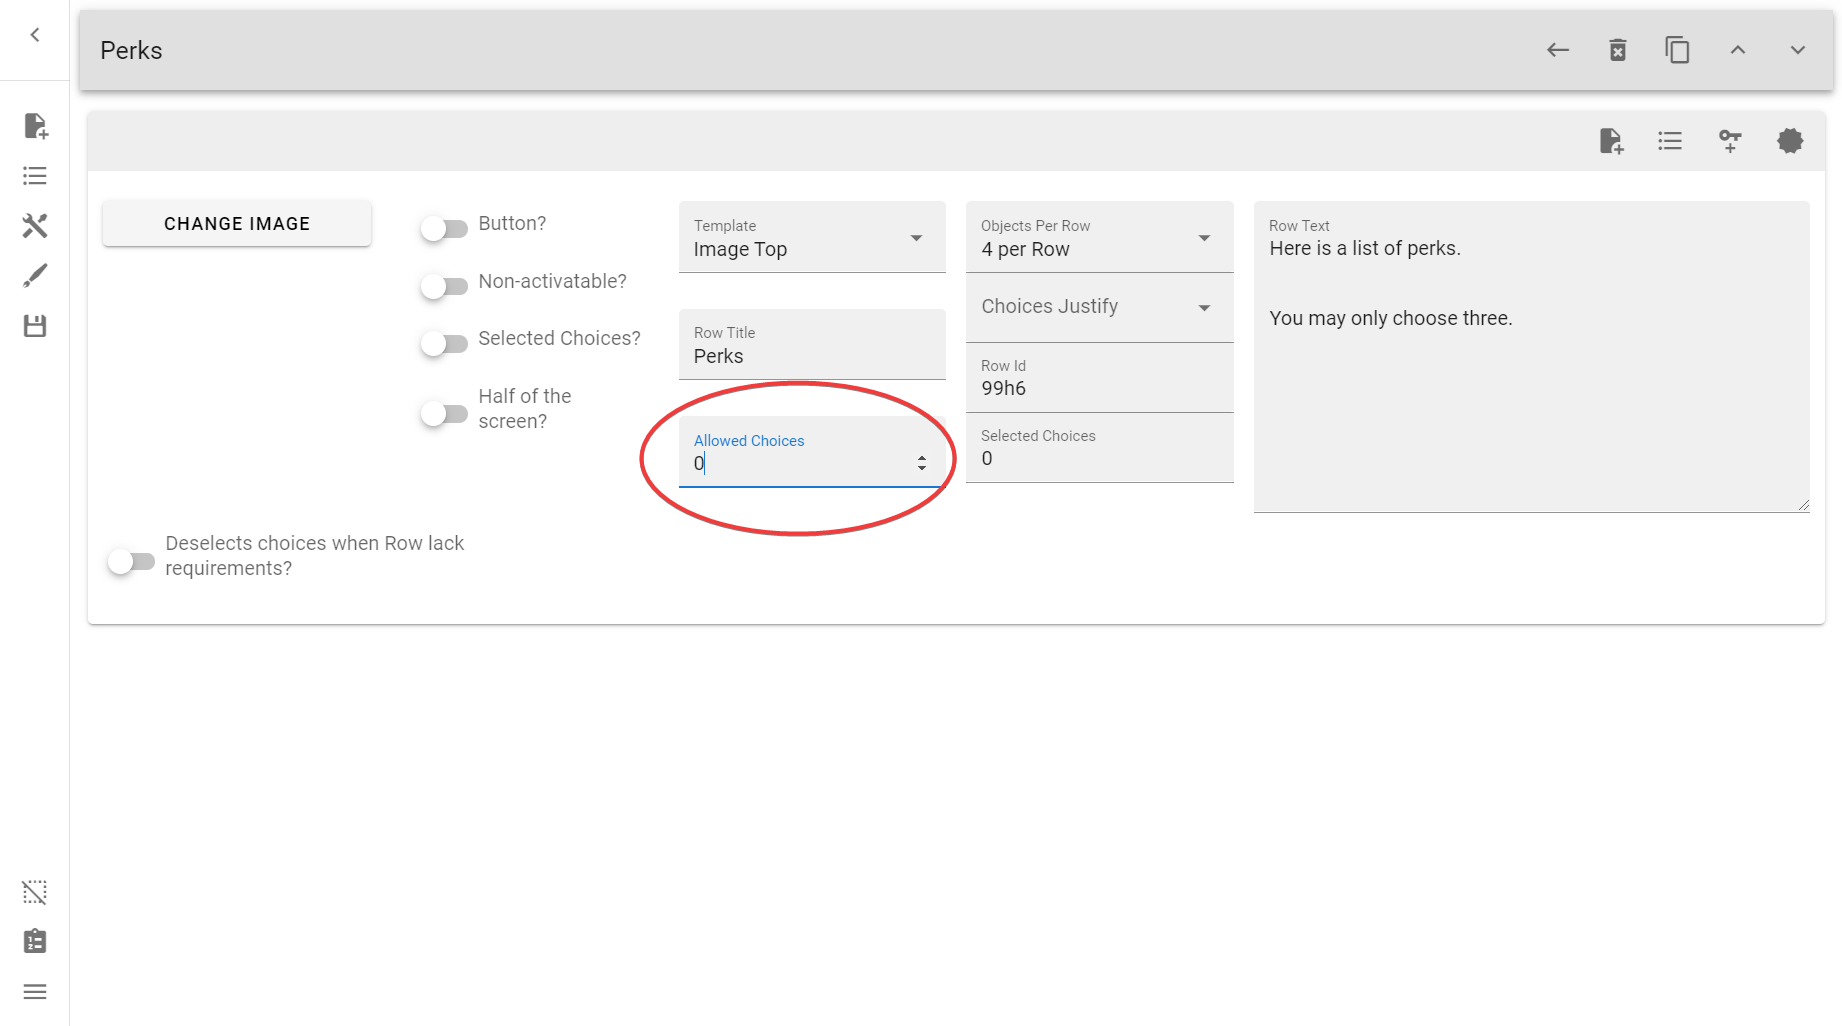 Perks
CHANGE IMAGE
Button?
Non-activatable?
Selected Choices?
Half of the
screen?
Template
Image Top
Row Title
Perks
Allowed Choices
0
Objects Per Row
4 per Row
Choices Justify
Row Id
99h6
Selected Choices
0
Row Text
Here is a list of perks.
You may only choose three.
Deselects choices when Row lack
requirements?